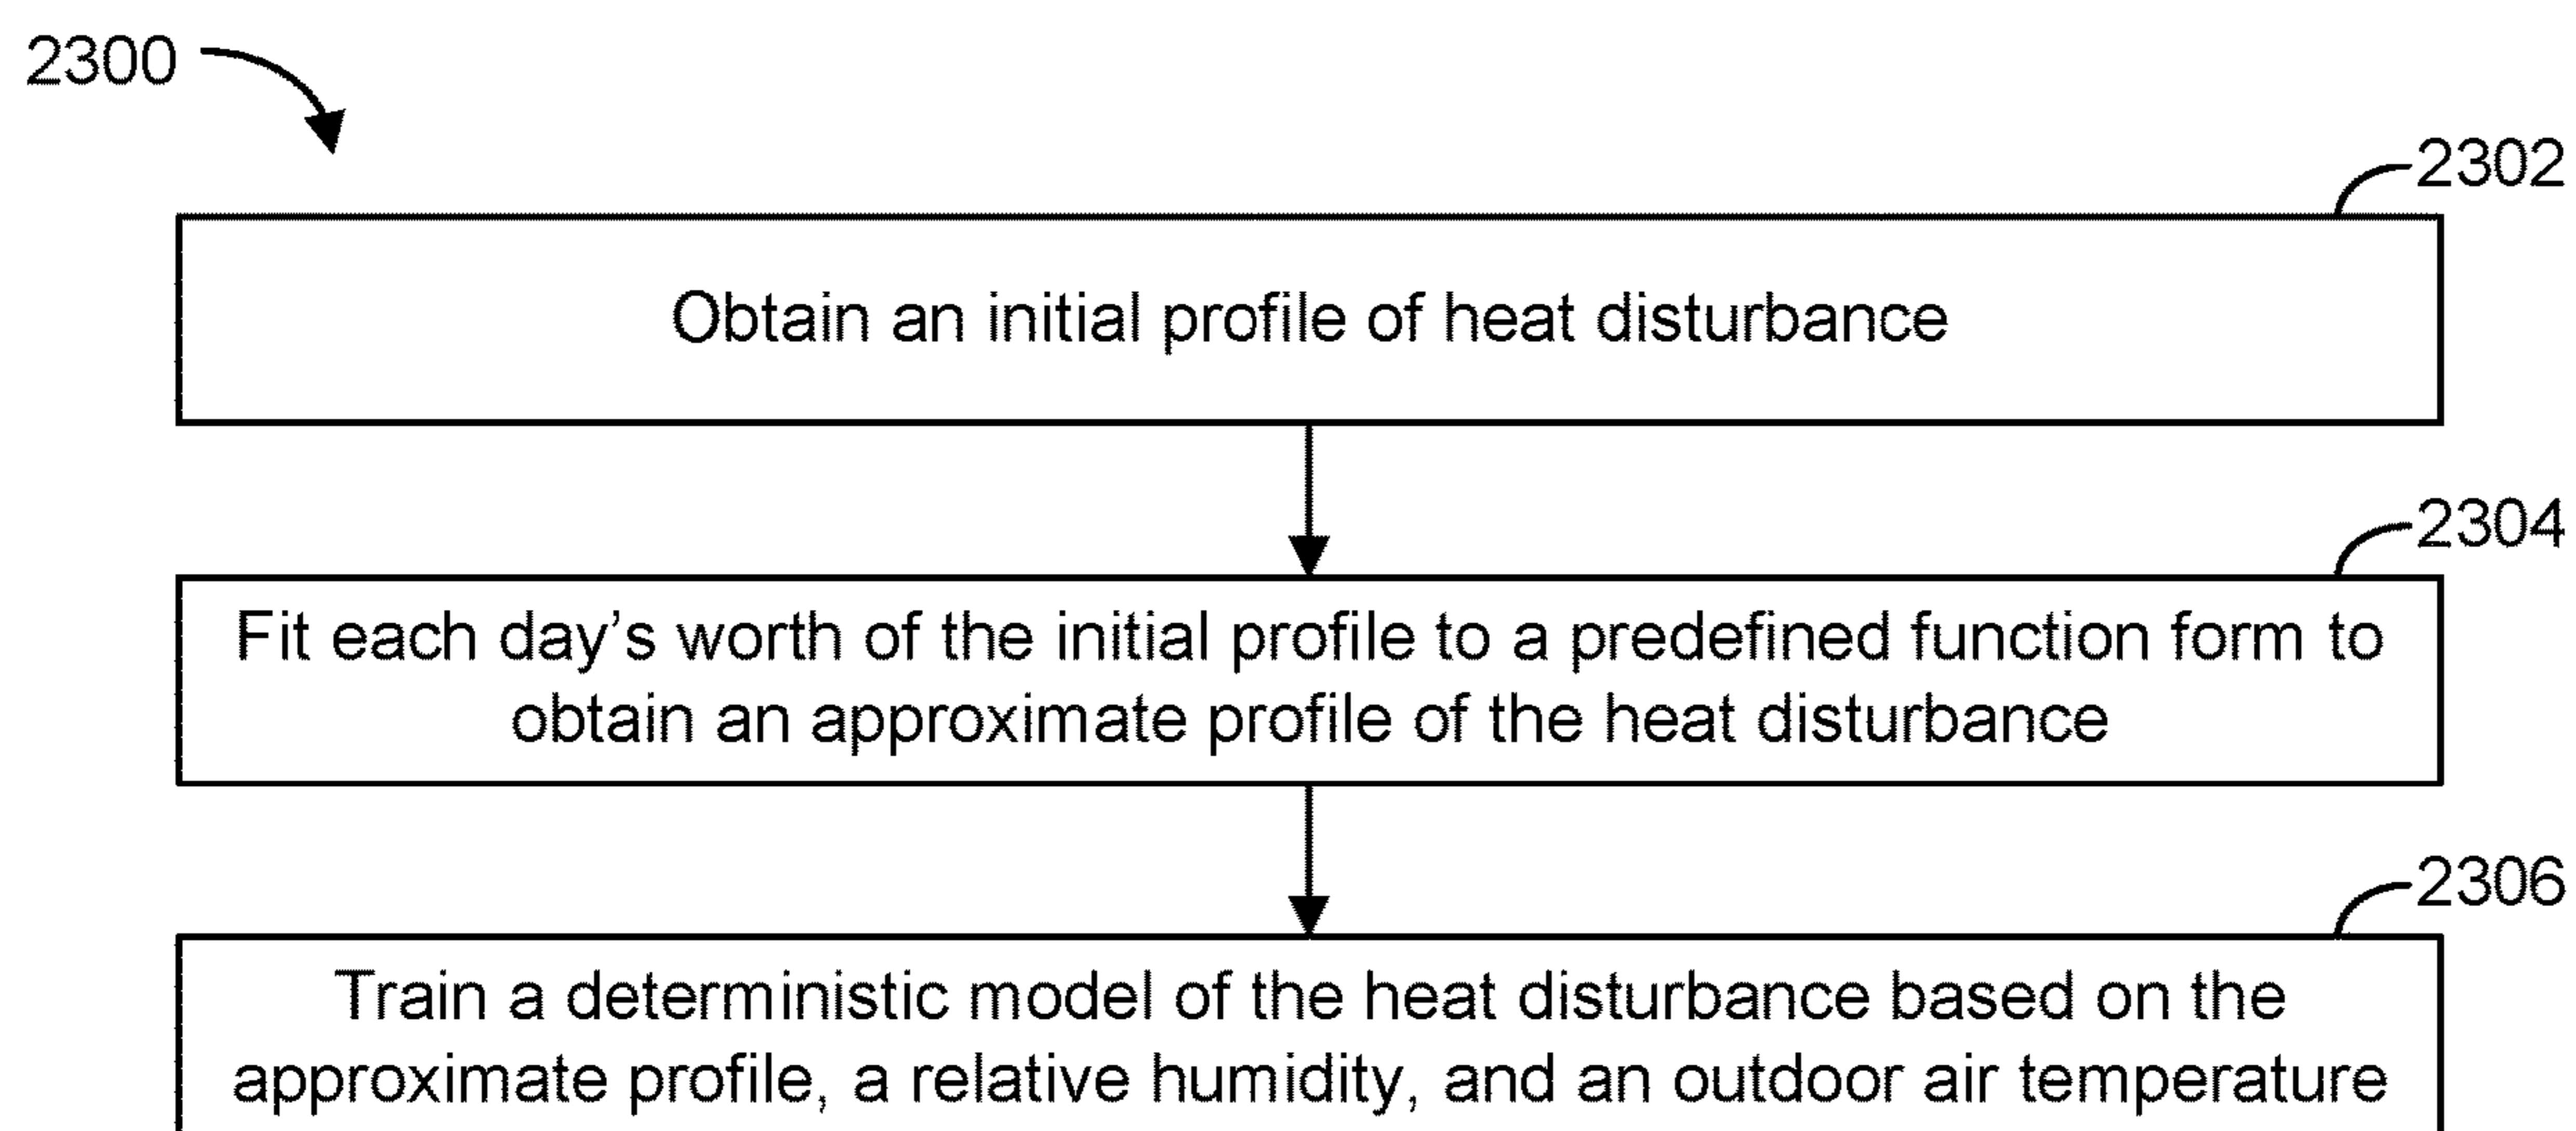 2300
2302
Obtain an initial profile of heat disturbance
2304
Fit each day’s worth of the initial profile to a predefined function form to
obtain an approximate profile of the heat disturbance
2306
Train a deterministic model of the heat disturbance based on the
approximate profile, a relative humidity, and an outdoor air temperature